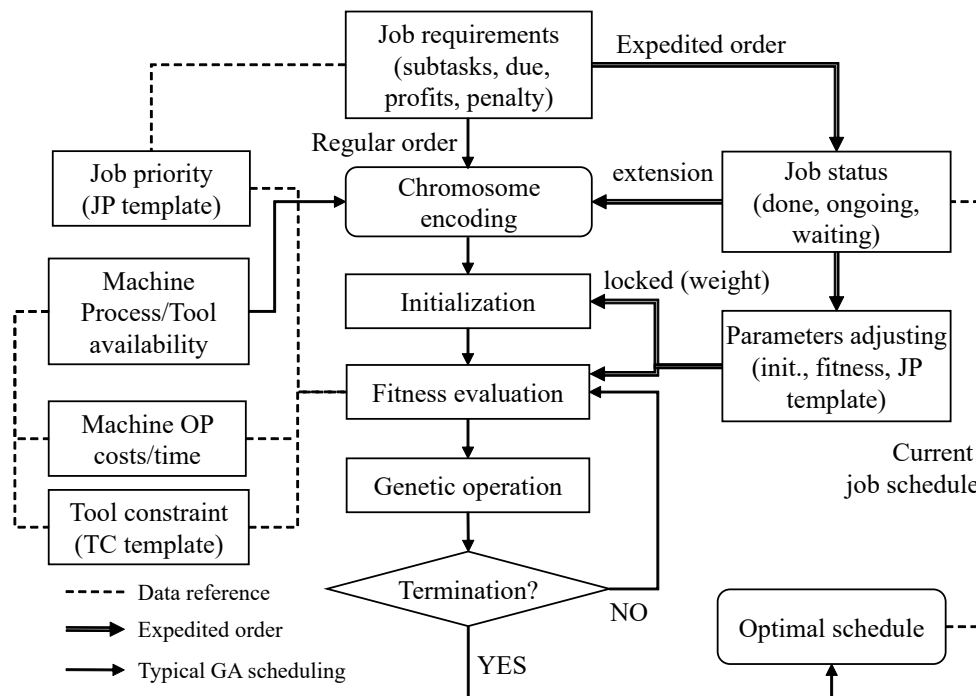 Job requirements
(subtasks, due,
profits, penalty)
Expedited order
Regular order
Job priority
(JP template)
Chromosome
encoding
extension
Job status
(done, ongoing,
waiting)
Machine
Process/Tool
availability
Initialization
locked (weight)
Parameters adjusting
(init., fitness, JP
template)
Fitness evaluation
Machine OP
costs/time
Current
job schedule
Genetic operation
Tool constraint
(TC template)
Termination?
NO
YES
Data reference
Expedited order
Typical GA scheduling
Optimal schedule